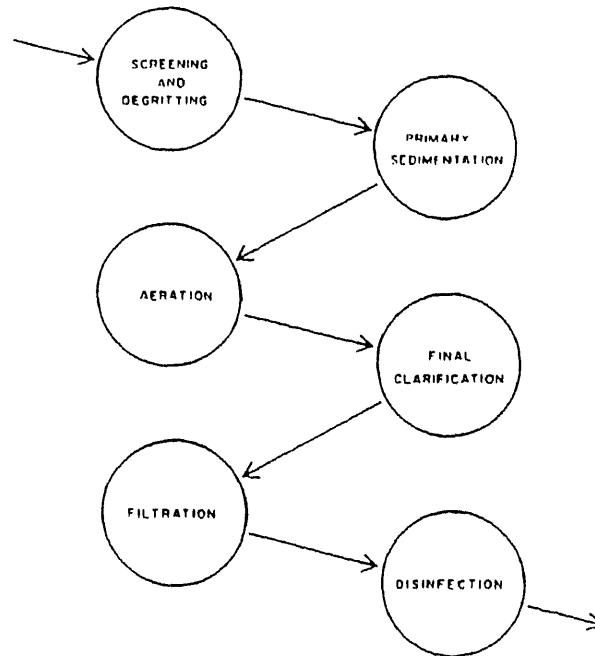 SCREENING
AND
DEGRITTING
PRIMARY
SEDIMENTATION
AERATION
FINAL
CLARIFICATION
FILTRATION
DISINFECTION